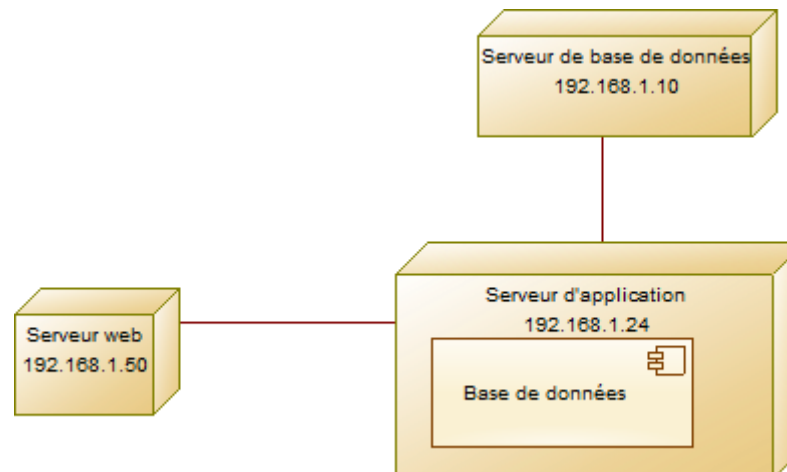 Serveur de base de données
192.168.1.10
Serveur d'application
192.168.1.24
Base de données
Serveur web
192.168.1.50